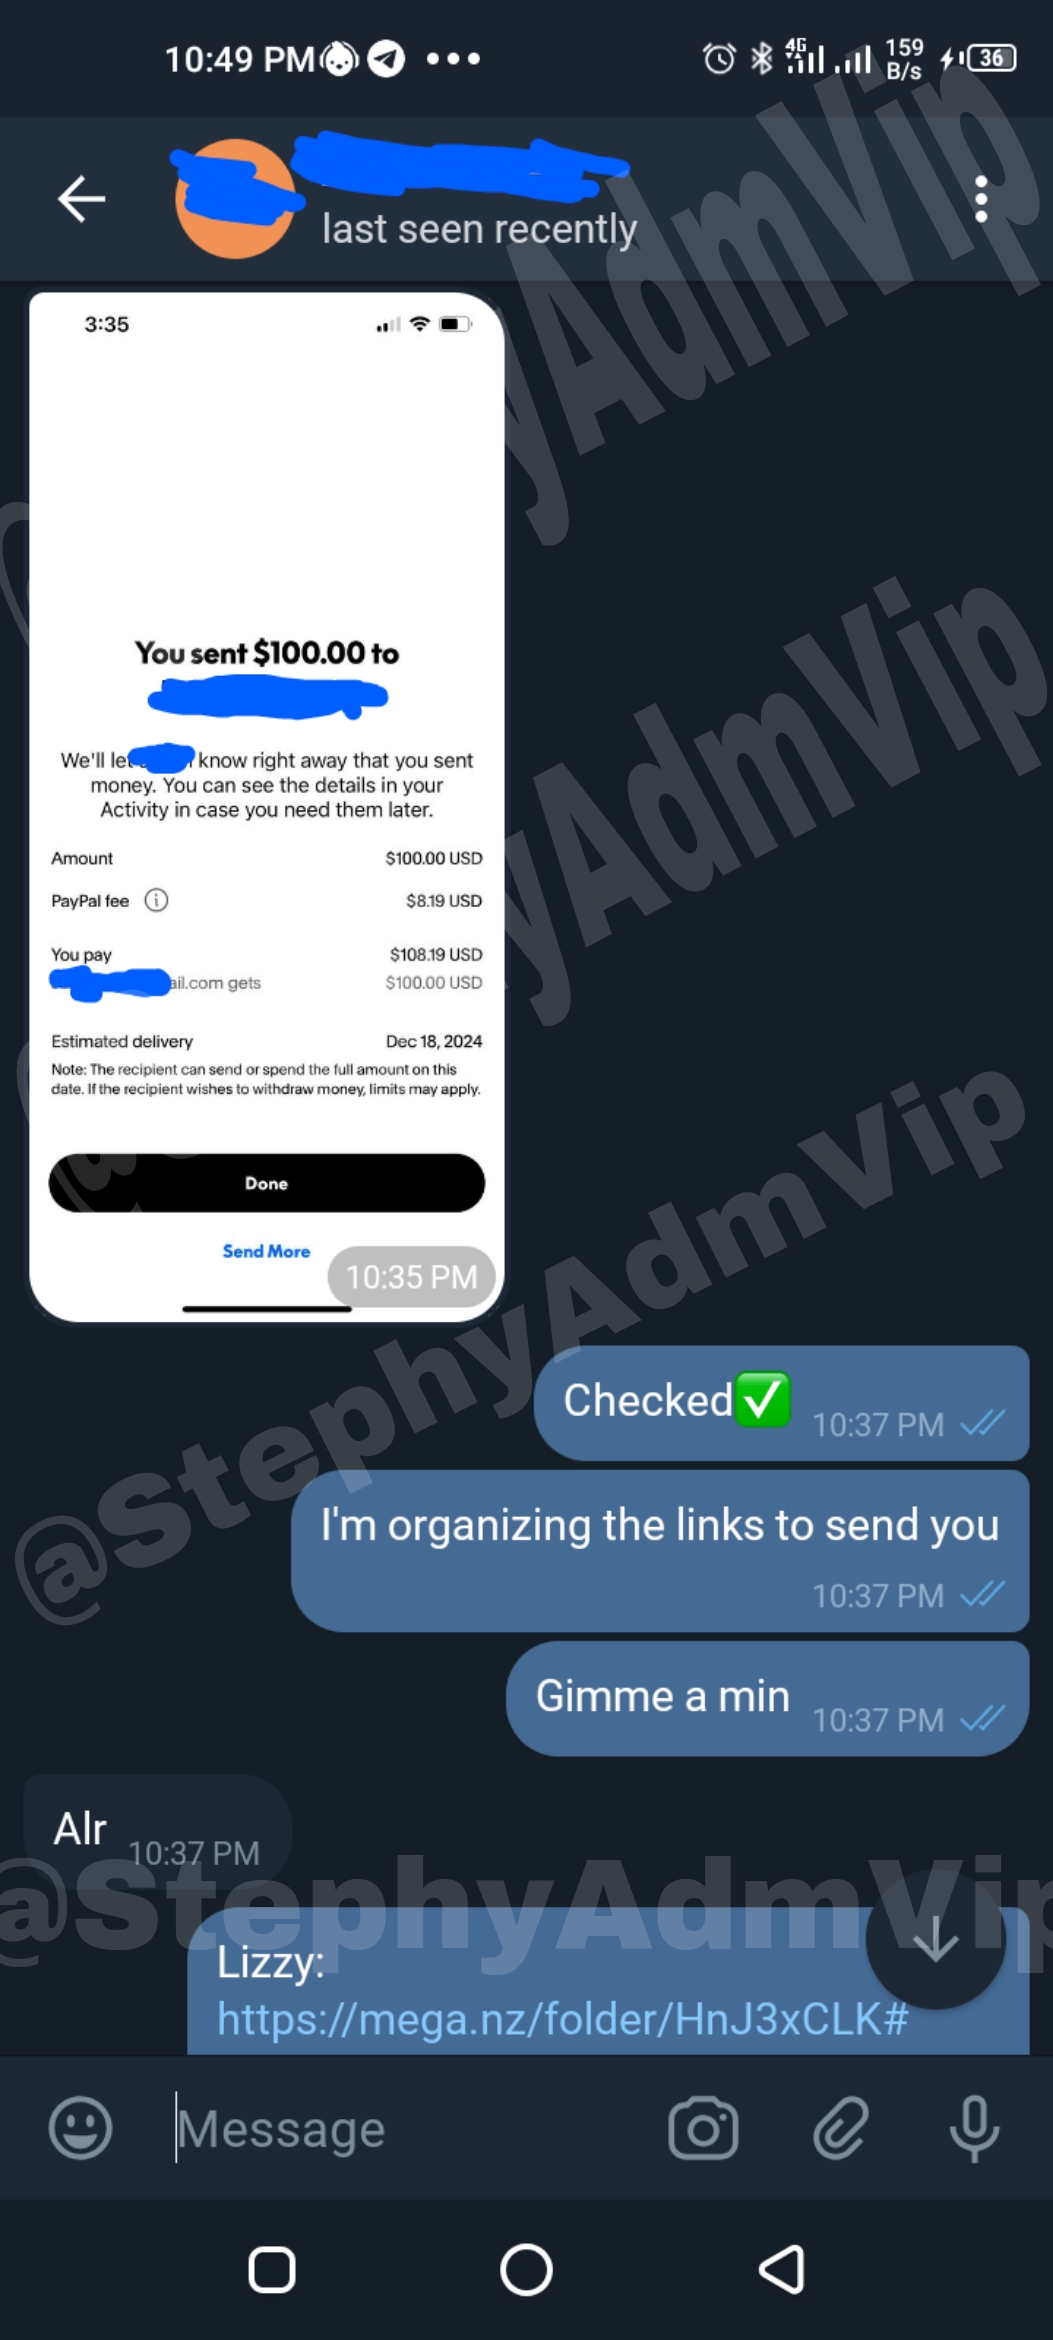 10:49 PM
159
4G B/s 36
last seen recently
3:35
You sent $100.00 to
We'll let know right away that you sent
money. You can see the details in your
Activity in case you need them later.
Amount $100.00 USD
PayPal fee $8.19 USD
You pay $108.19 USD
ail.com gets $100.00 USD
Estimated delivery Dec 18, 2024
Note: The recipient can send or spend the full amount on this
date. If the recipient wishes to withdraw money, limits may apply.
Done
Send More
10:35 PM
Checked✅ 10:37 PM
I'm organizing the links to send you
10:37 PM
Gimme a min 10:37 PM
Alr 10:37 PM
Lizzy:
https://mega.nz/folder/HnJ3xCLK#
Message
yAdmVip
yAdmVip
@StephyAdmVip
@StephyAdmVip